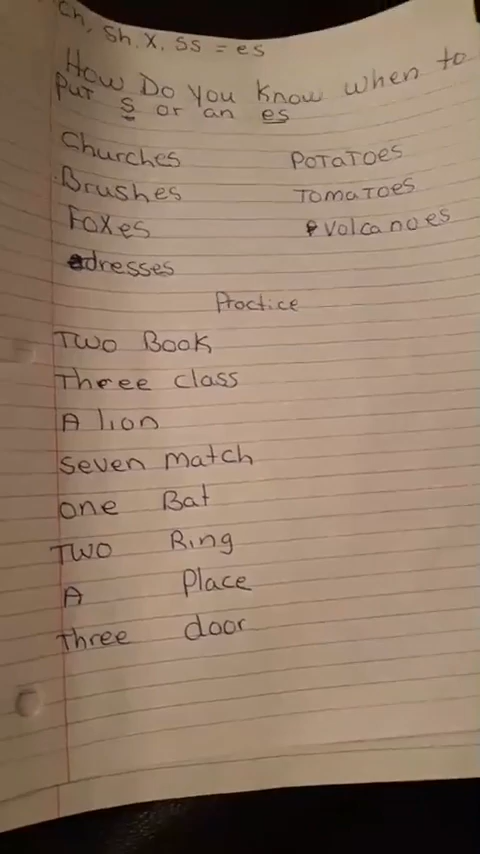 Ch, Sh, X, SS = es
How Do You Know When to
Put S or an es
Churches
Potatoes
Brushes
Tomatoes
Foxes
Volcanoes
dresses
Practice
Two Book
Three class
A lion
Seven match
one Bat
Two Ring
A Place
Three door